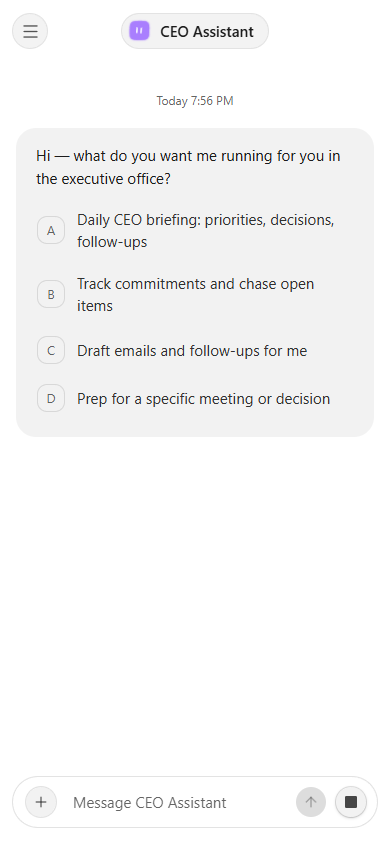 CEO Assistant
Today 7:56 PM
Hi — what do you want me running for you in
the executive office?
A
Daily CEO briefing: priorities, decisions,
follow-ups
B
Track commitments and chase open
items
C
Draft emails and follow-ups for me
D
Prep for a specific meeting or decision
Message CEO Assistant